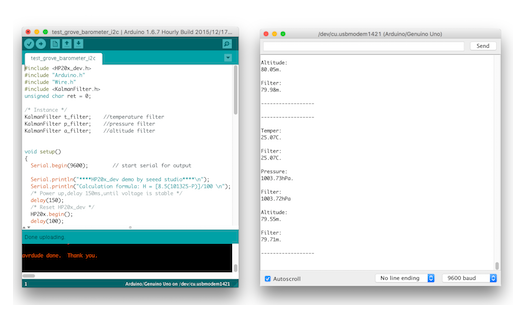 test_grove_barometer_i2c | Arduino 1.6.7 Hourly Build 2015/12/17...
test_grove_barometer_i2c
#include <HP20x_dev.h>
#include "Arduino.h"
#include "Wire.h"
#include <KalmanFilter.h>
unsigned char ret = 0;
/* Instance */
KalmanFilter t_filter;    //temperature filter
KalmanFilter p_filter;    //pressure filter
KalmanFilter a_filter;    //altitude filter
void setup()
{
Serial.begin(9600);        // start serial for output
Serial.println("****HP20x_dev demo by seeed studio****\n");
Serial.println("Calculation formula: H = [8.5(101325-P)]/100 \n");
/* Power up,delay 150ms,until voltage is stable */
delay(150);
/* Reset HP20x_dev */
HP20x.begin();
delay(100);
Done uploading.
avrdude done.  Thank you.
1
Arduino/Genuino Uno on /dev/cu.usbmodem1421
/dev/cu.usbmodem1421 (Arduino/Genuino Uno)
Send
Altitude:
80.05m.
Filter:
79.98m.
------------------
Temper:
25.07C.
Filter:
25.07C.
Pressure:
1003.73hPa.
Filter:
1003.72hPa
Altitude:
79.55m.
Filter:
79.71m.
------------------
Autoscroll
No line ending
9600 baud